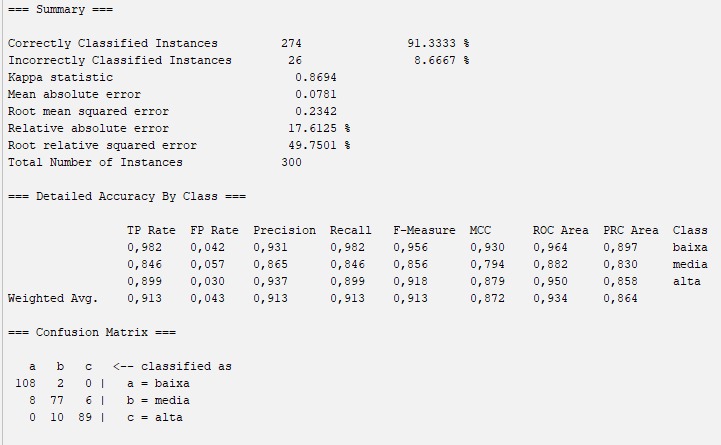 === Summary ===
Correctly Classified Instances 274 91.3333 %
Incorrectly Classified Instances 26 8.6667 %
Kappa statistic 0.8694
Mean absolute error 0.0781
Root mean squared error 0.2342
Relative absolute error 17.6125 %
Root relative squared error 49.7501 %
Total Number of Instances 300
=== Detailed Accuracy By Class ===
TP Rate FP Rate Precision Recall F-Measure MCC ROC Area PRC Area Class
0,982 0,042 0,931 0,982 0,956 0,930 0,964 0,897 baixa
0,846 0,057 0,865 0,846 0,856 0,794 0,882 0,830 media
0,899 0,030 0,937 0,899 0,918 0,879 0,950 0,858 alta
Weighted Avg. 0,913 0,043 0,913 0,913 0,913 0,872 0,934 0,864
=== Confusion Matrix ===
a b c <-- classified as
108 2 0 | a = baixa
8 77 6 | b = media
0 10 89 | c = alta